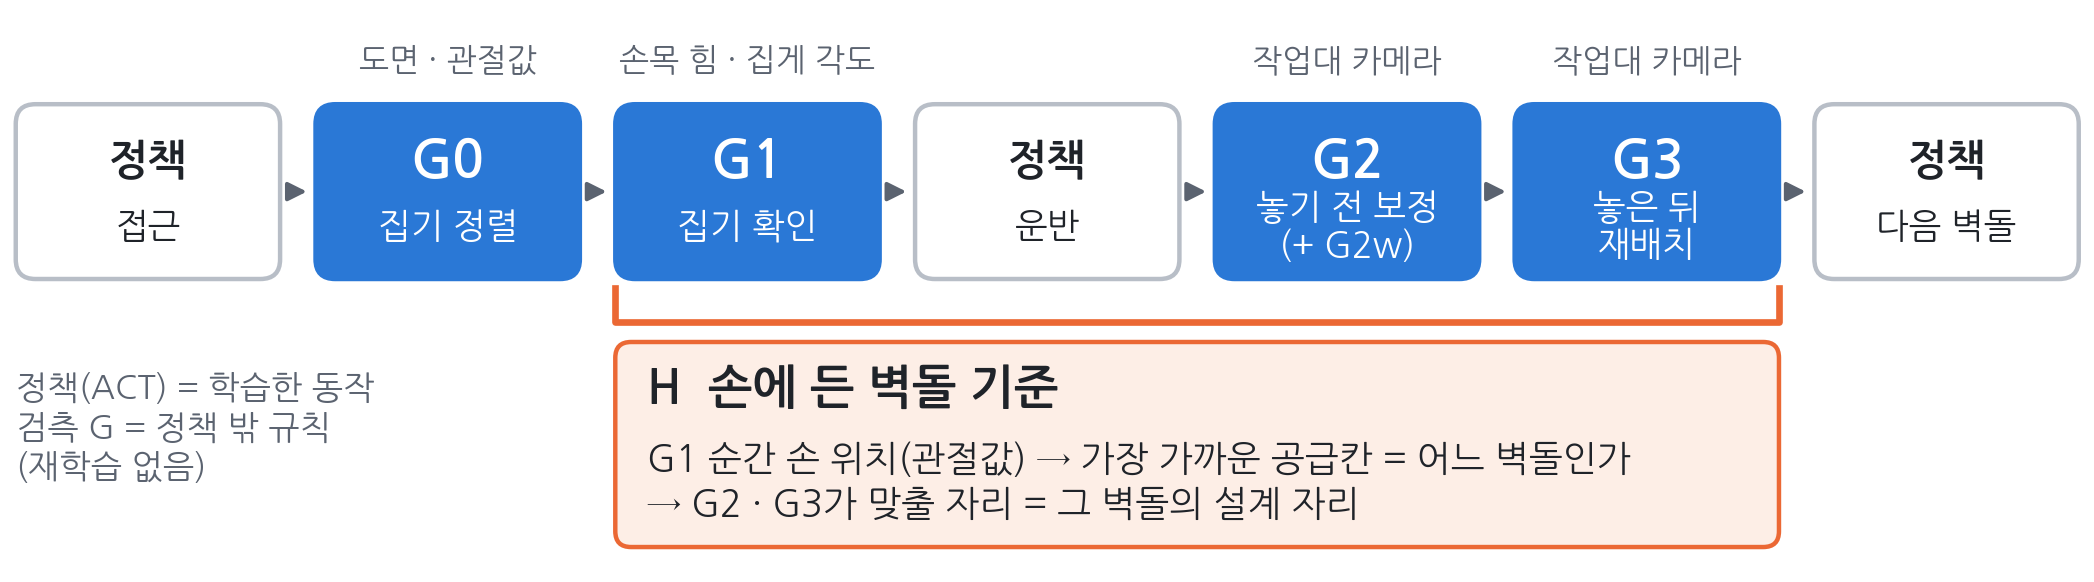 도면 · 관절값
손목 힘 · 집게 각도
작업대 카메라
작업대 카메라
정책
접근
G0
집기 정렬
G1
집기 확인
정책
운반
G2
놓기 전 보정
(+ G2w)
G3
놓은 뒤
재배치
정책
다음 벽돌
정책(ACT) = 학습한 동작
검측 G = 정책 밖 규칙
(재학습 없음)
H 손에 든 벽돌 기준
G1 순간 손 위치(관절값) → 가장 가까운 공급칸 = 어느 벽돌인가
→ G2 · G3가 맞출 자리 = 그 벽돌의 설계 자리